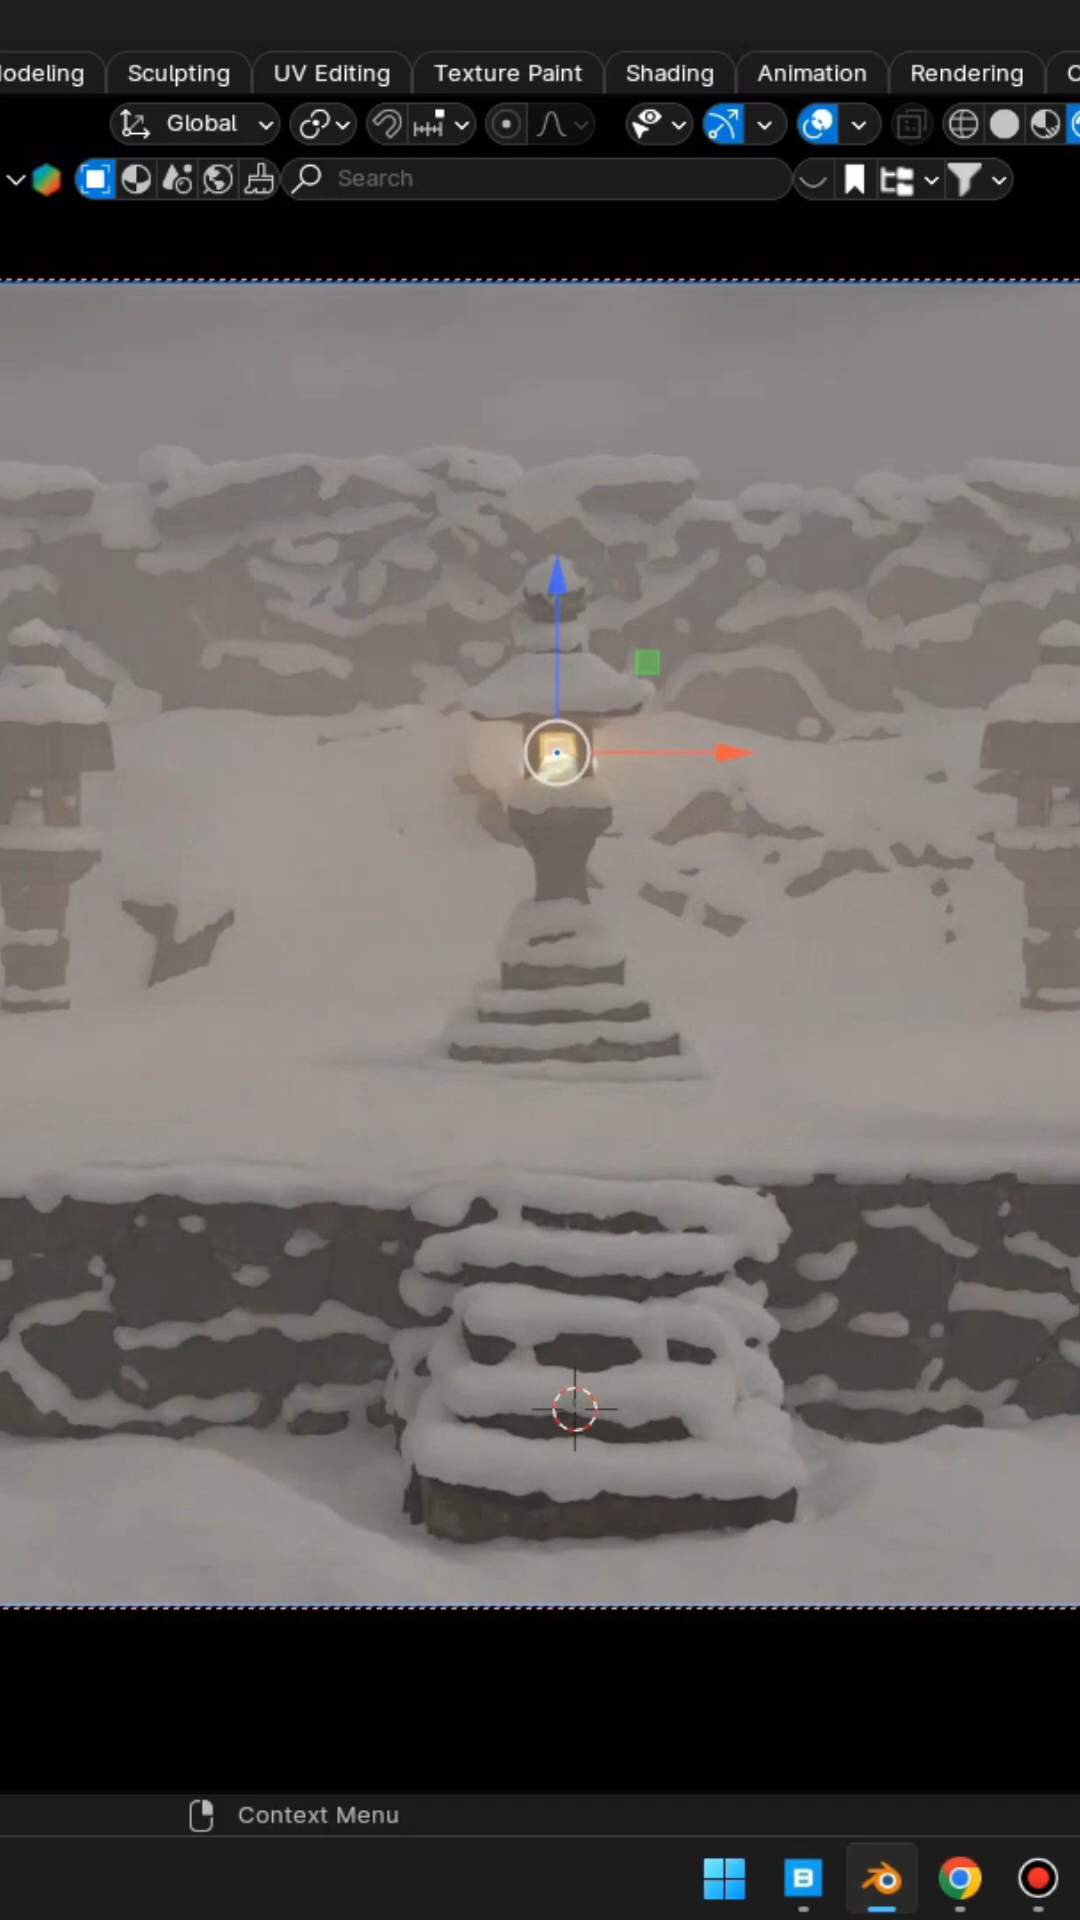 odeling Sculpting UV Editing Texture Paint Shading Animation Rendering C
Global
Search
Context Menu